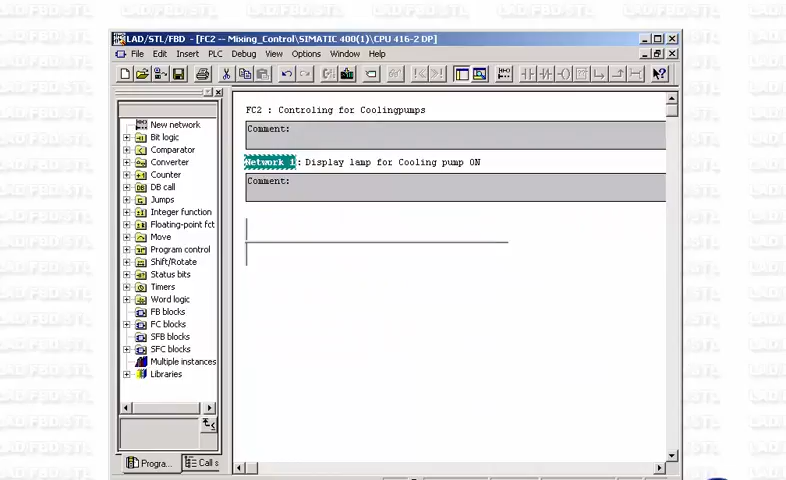 LAD/STL/FBD - [FC2 -- Mixing_Control\SIMATIC 400(1)\CPU 416-2 DP]
File Edit Insert PLC Debug View Options Window Help
New network
Bit logic
Comparator
Converter
Counter
DB call
Jumps
Integer function
Floating-point fct
Move
Program control
Shift/Rotate
Status bits
Timers
Word logic
FB blocks
FC blocks
SFB blocks
SFC blocks
Multiple instances
Libraries
Progra...
Call s
FC2 : Controling for Coolingpumps
Comment:
Network 1: Display lamp for Cooling pump ON
Comment: